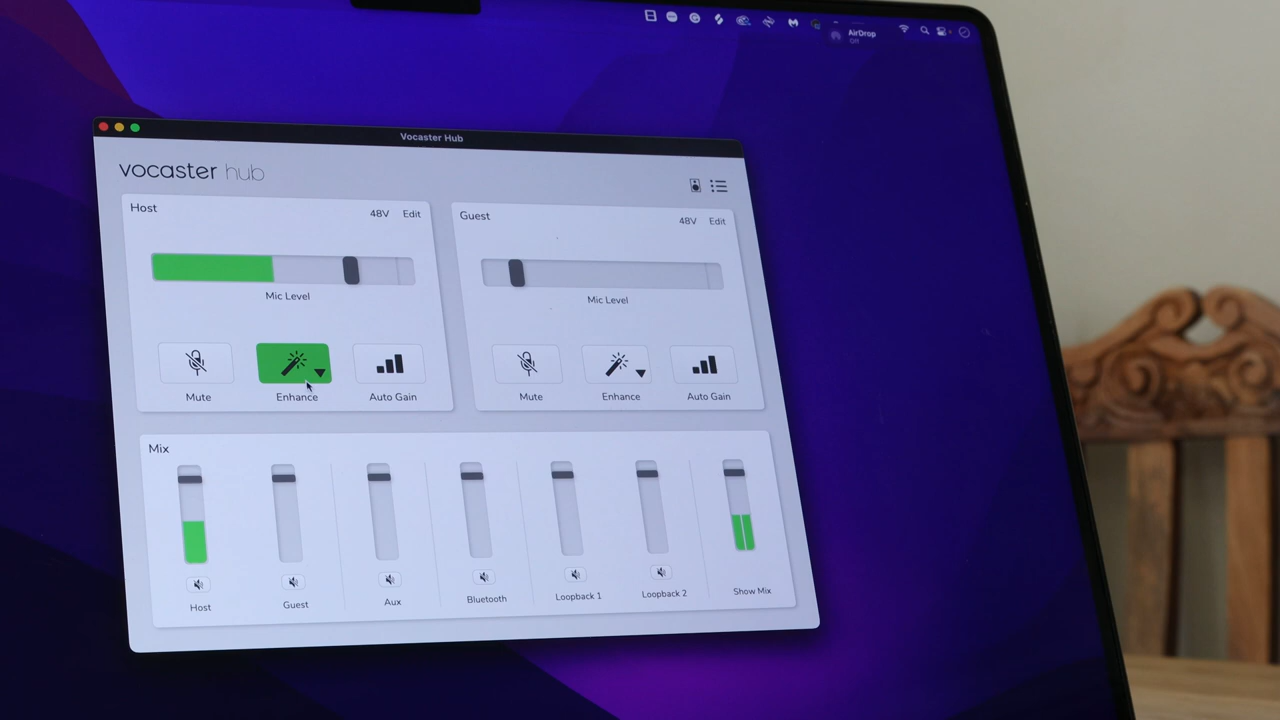 AirDrop
Off
Vocaster Hub
vocaster hub
Host
48V Edit
Mic Level
Mute Enhance Auto Gain
Guest
48V Edit
Mic Level
Mute Enhance Auto Gain
Mix
Host Guest Aux Bluetooth Loopback 1 Loopback 2 Show Mix